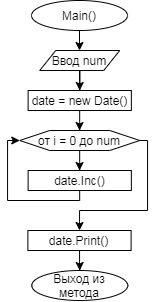 Main()
Ввод num
date = new Date()
от i = 0 до num
date.Inc()
date.Print()
Выход из
метода